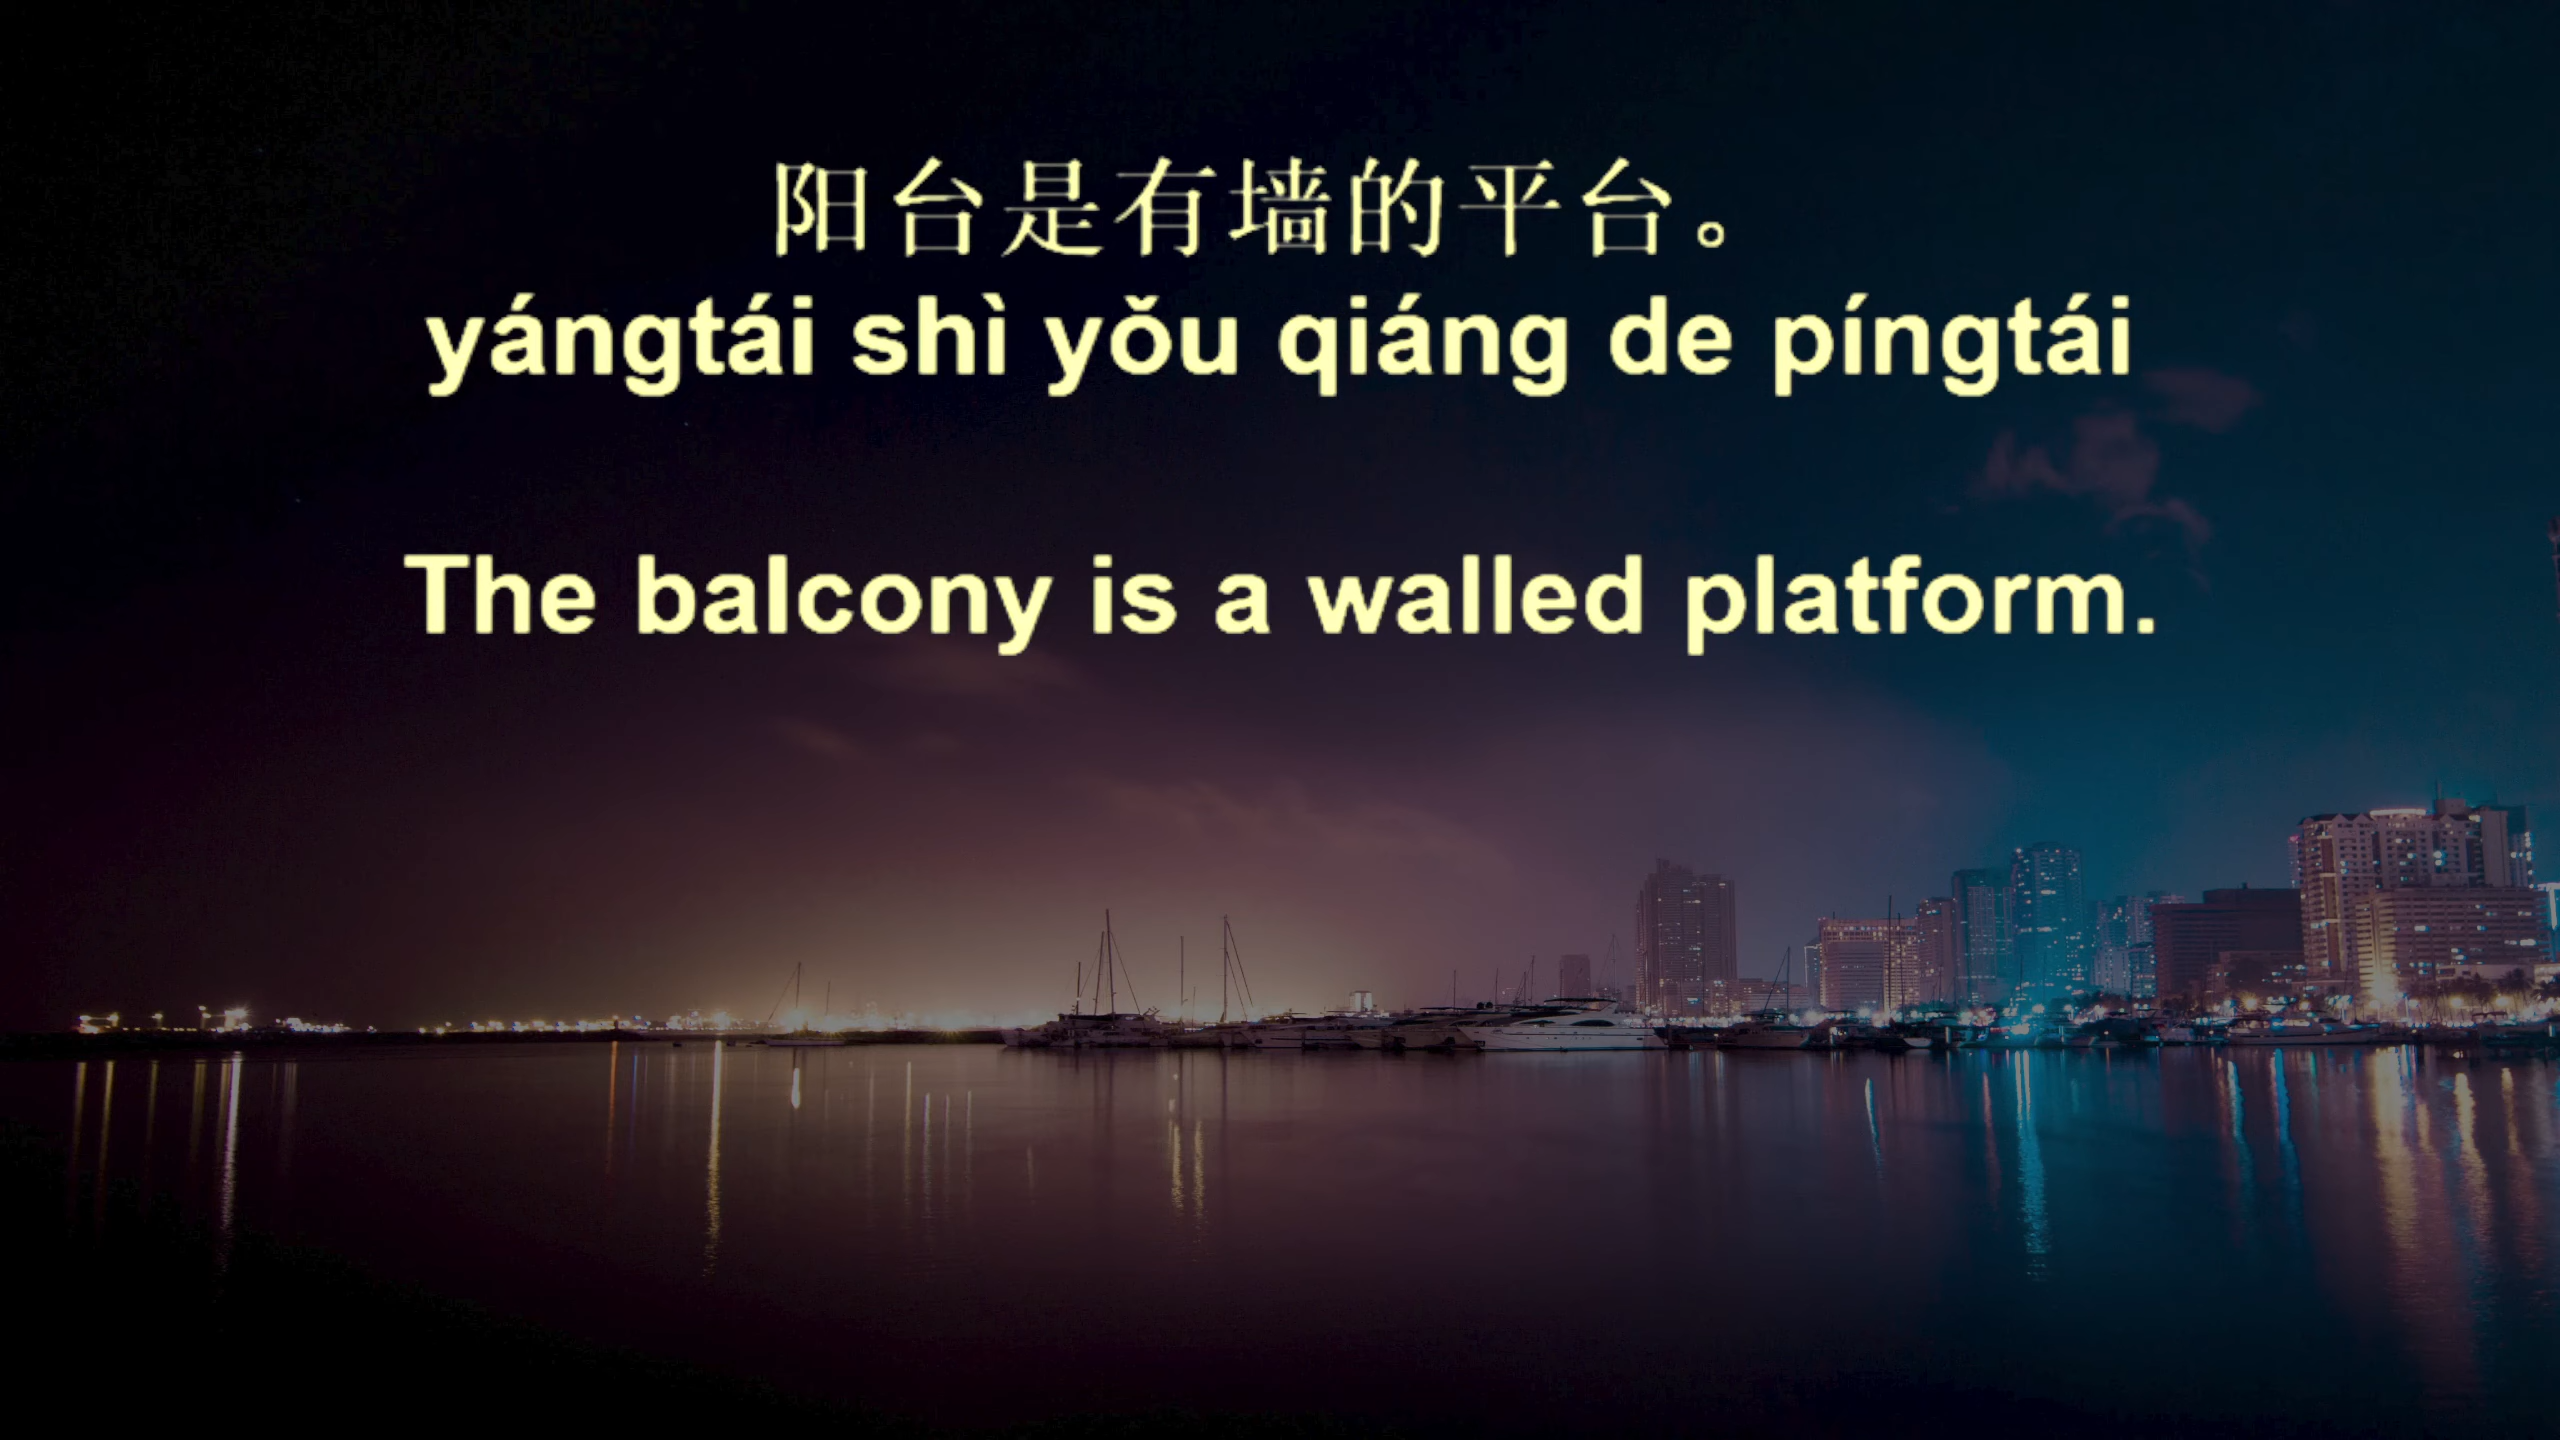 阳台是有墙的平台。
yángtái shì yǒu qiáng de píngtái
The balcony is a walled platform.